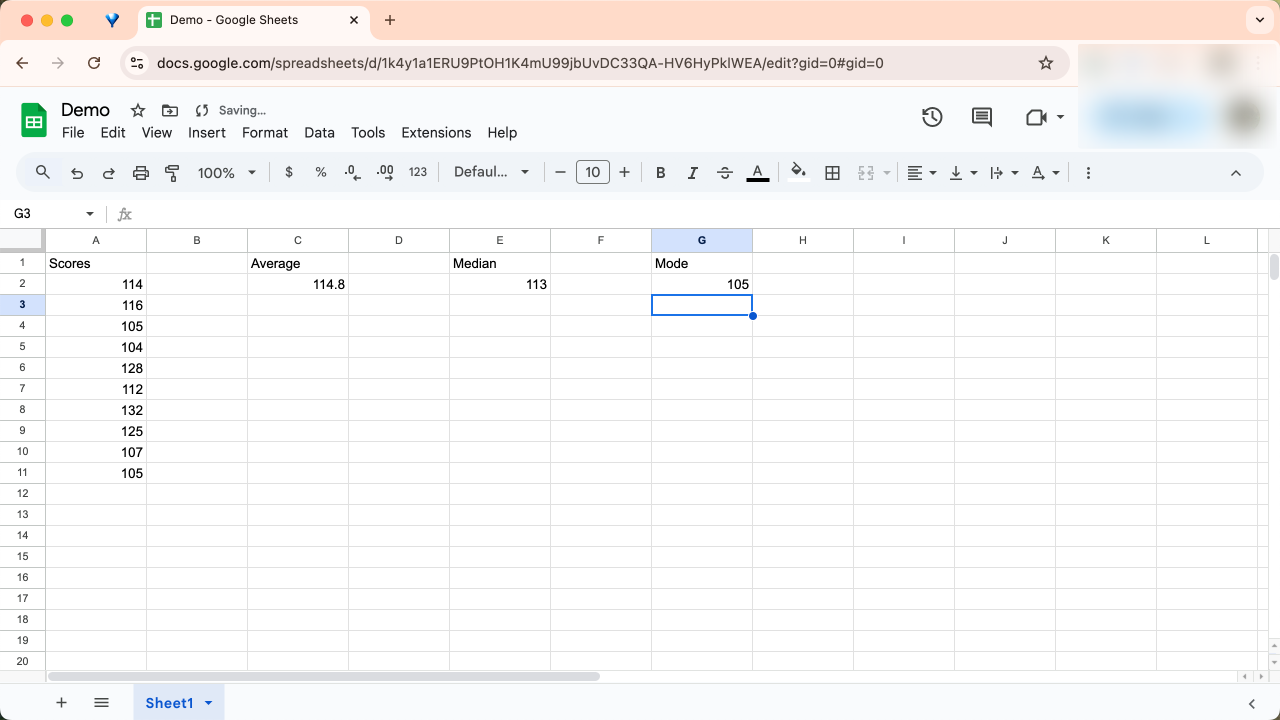 Demo - Google Sheets
docs.google.com/spreadsheets/d/1k4y1a1ERU9PtOH1K4mU99jbUvDC33QA-HV6HyPklWEA/edit?gid=0#gid=0
Demo Saving...
File Edit View Insert Format Data Tools Extensions Help
100% $ % .0 .00 123 Defaul... 10 B I S A A
G3 fx
A B C D E F G H I J K L
1 Scores Average Median Mode
2 114 114.8 113 105
3 116
4 105
5 104
6 128
7 112
8 132
9 125
10 107
11 105
12
13
14
15
16
17
18
19
20
Sheet1